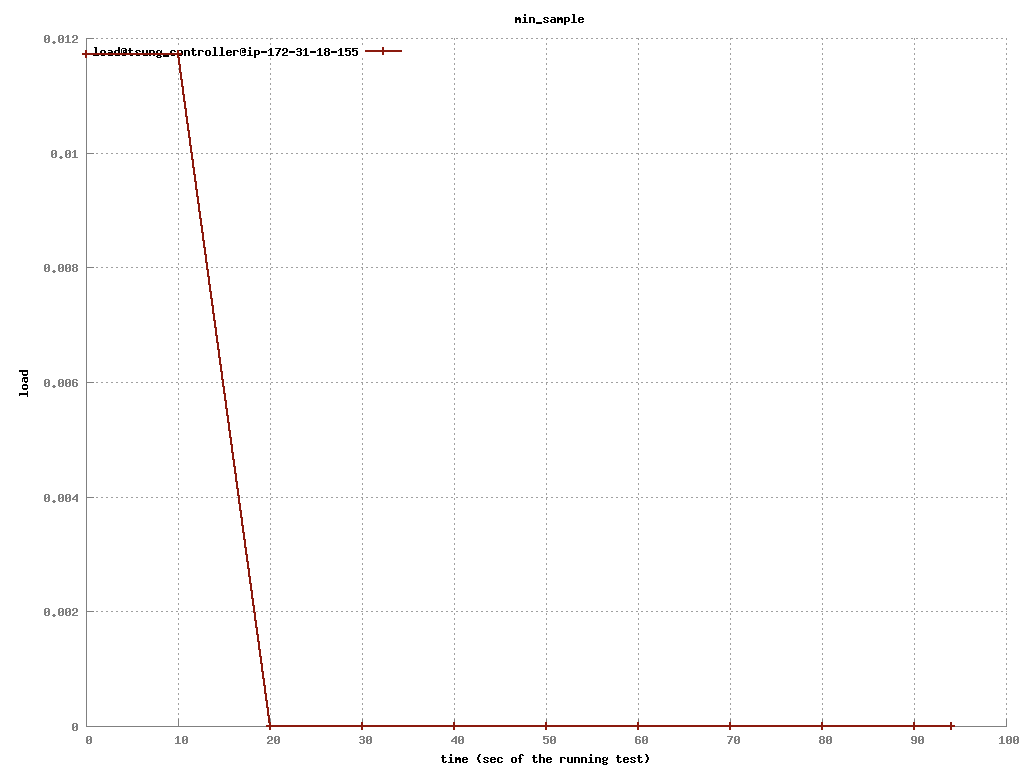 min_sample
0.012
load@tsung_controller@ip-172-31-18-155
0.01
0.008
load
0.006
0.004
0.002
0
0 10 20 30 40 50 60 70 80 90 100
time (sec of the running test)